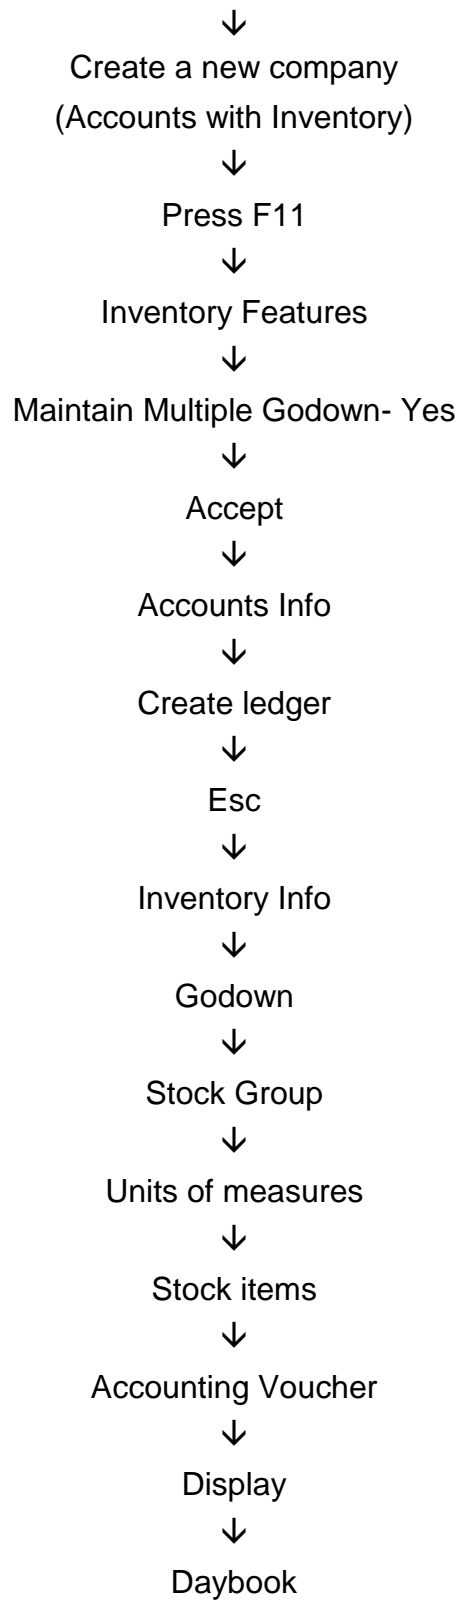 ↓
Create a new company
(Accounts with Inventory)
↓
Press F11
↓
Inventory Features
↓
Maintain Multiple Godown- Yes
↓
Accept
↓
Accounts Info
↓
Create ledger
↓
Esc
↓
Inventory Info
↓
Godown
↓
Stock Group
↓
Units of measures
↓
Stock items
↓
Accounting Voucher
↓
Display
↓
Daybook